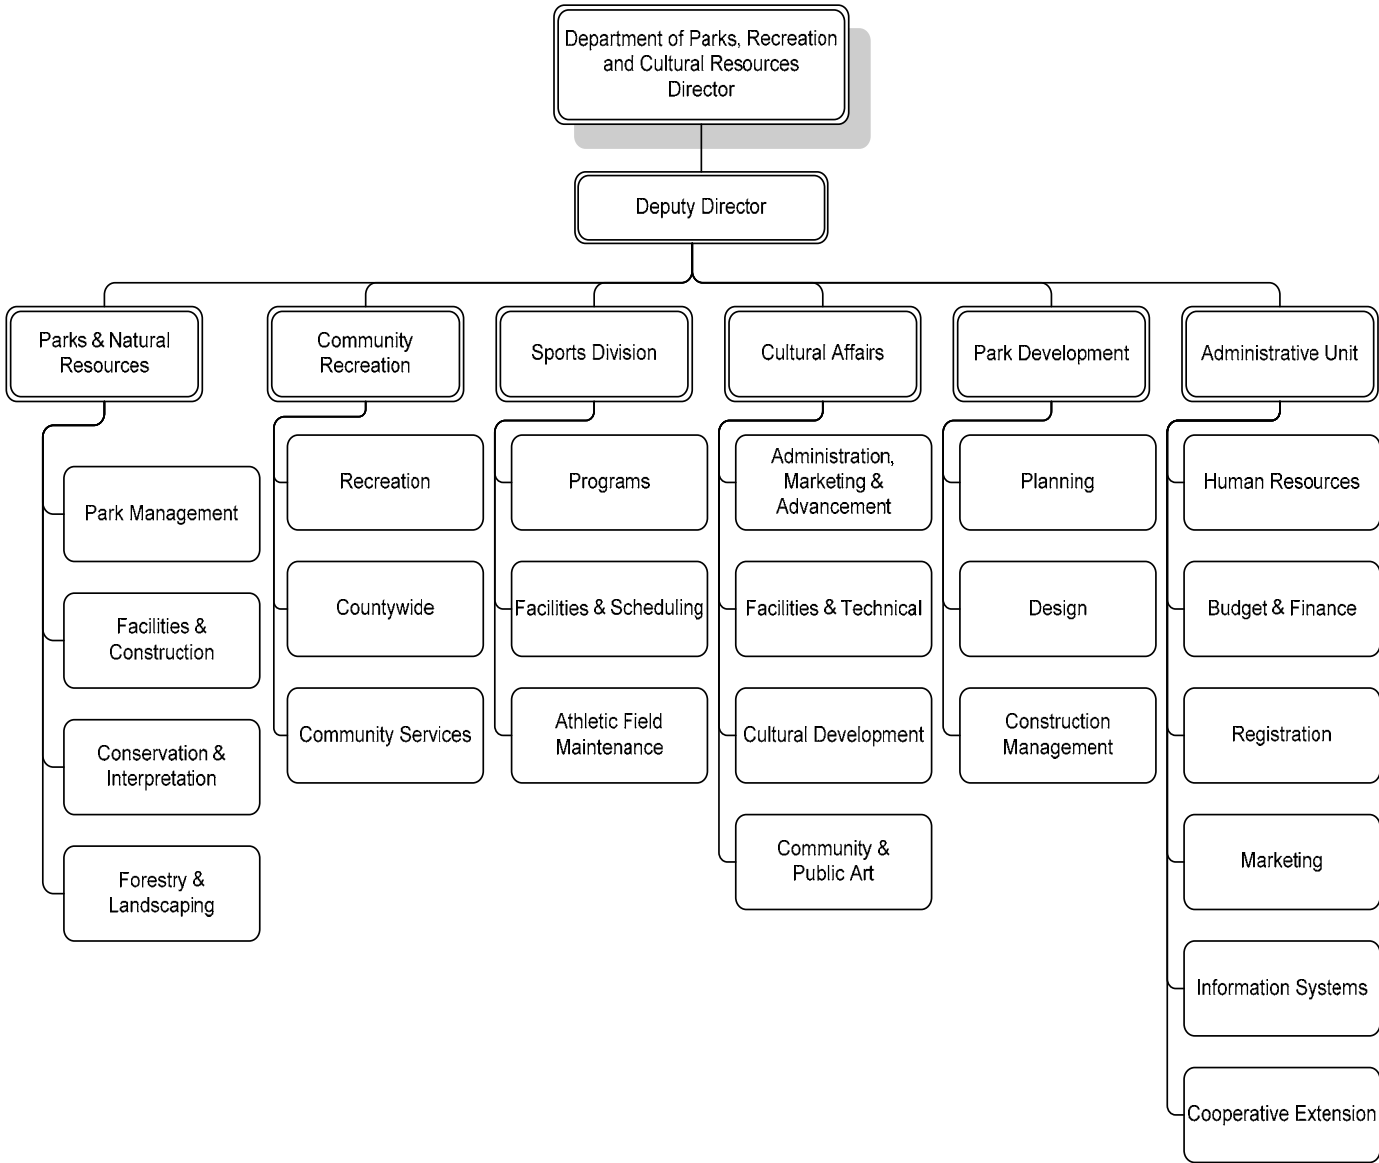 Department of Parks, Recreation
and Cultural Resources
Director
Deputy Director
Parks & Natural
Resources
Community
Recreation
Sports Division
Cultural Affairs
Park Development
Administrative Unit
Park Management
Facilities &
Construction
Conservation &
Interpretation
Forestry &
Landscaping
Recreation
Countywide
Community Services
Programs
Facilities & Scheduling
Athletic Field
Maintenance
Administration,
Marketing &
Advancement
Facilities & Technical
Cultural Development
Community &
Public Art
Planning
Design
Construction
Management
Human Resources
Budget & Finance
Registration
Marketing
Information Systems
Cooperative Extension